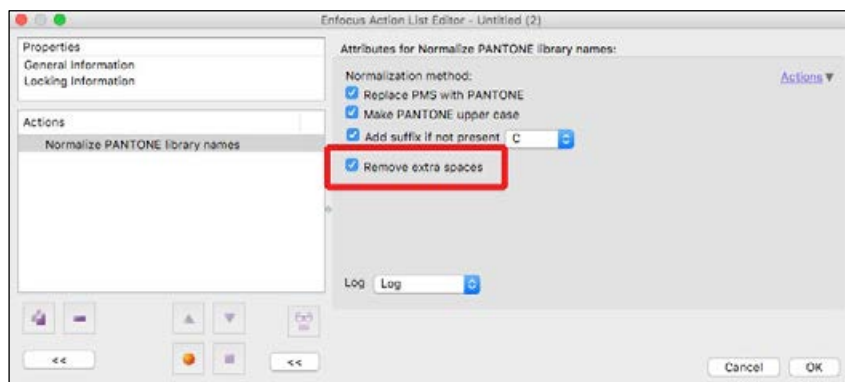 Enfocus Action List Editor - Untitled (2)
Properties
General Information
Locking Information
Actions
Normalize PANTONE library names
<<
<<
Attributes for Normalize PANTONE library names:
Normalization method:
Actions ▼
Replace PMS with PANTONE
Make PANTONE upper case
Add suffix if not present C
Remove extra spaces
Log Log
Cancel OK